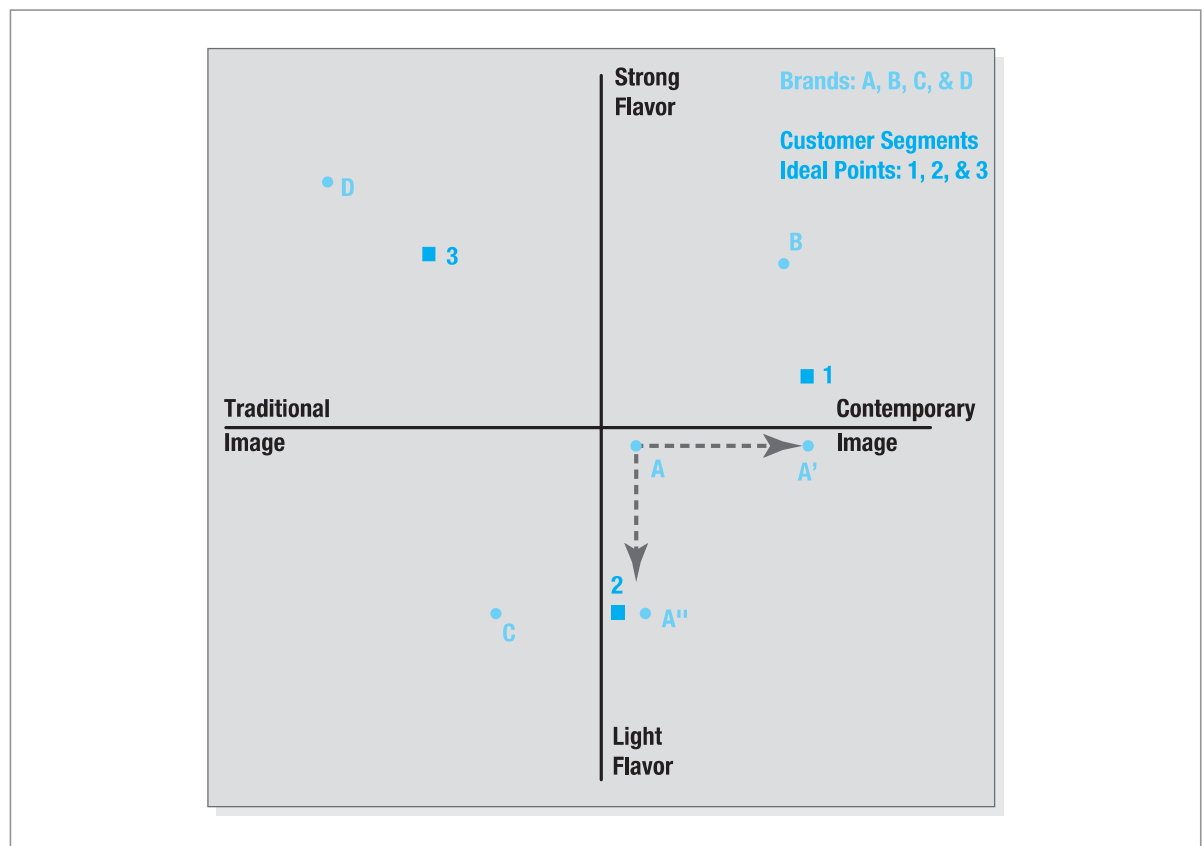 Strong
Flavor
Brands: A, B, C, & D
Customer Segments
Ideal Points: 1, 2, & 3
D
3
B
1
Traditional
Image
Contemporary
Image
A
A’
2
A"
C
Light
Flavor